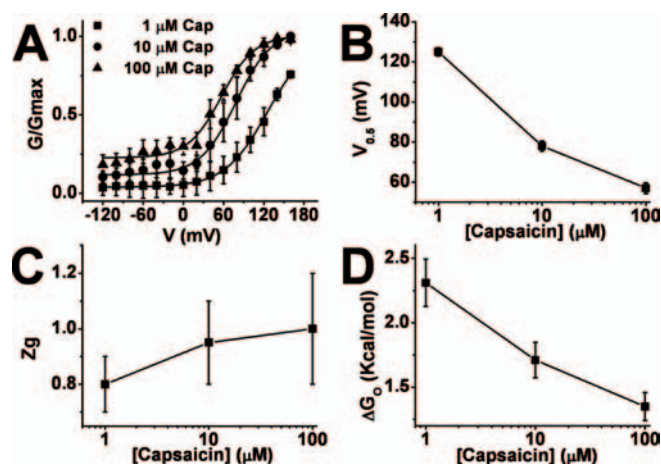 A
1 μM Cap
10 μM Cap
100 μM Cap
G/Gmax
1.0
0.5
0.0
-120
-60
0
60
120
180
V (mV)
B
V0.5 (mV)
140
120
100
80
60
1
10
100
[Capsaicin] (μM)
C
Zg
1.2
1.0
0.8
1
10
100
[Capsaicin] (μM)
D
ΔGO (Kcal/mol)
2.5
2.0
1.5
1
10
100
[Capsaicin] (μM)